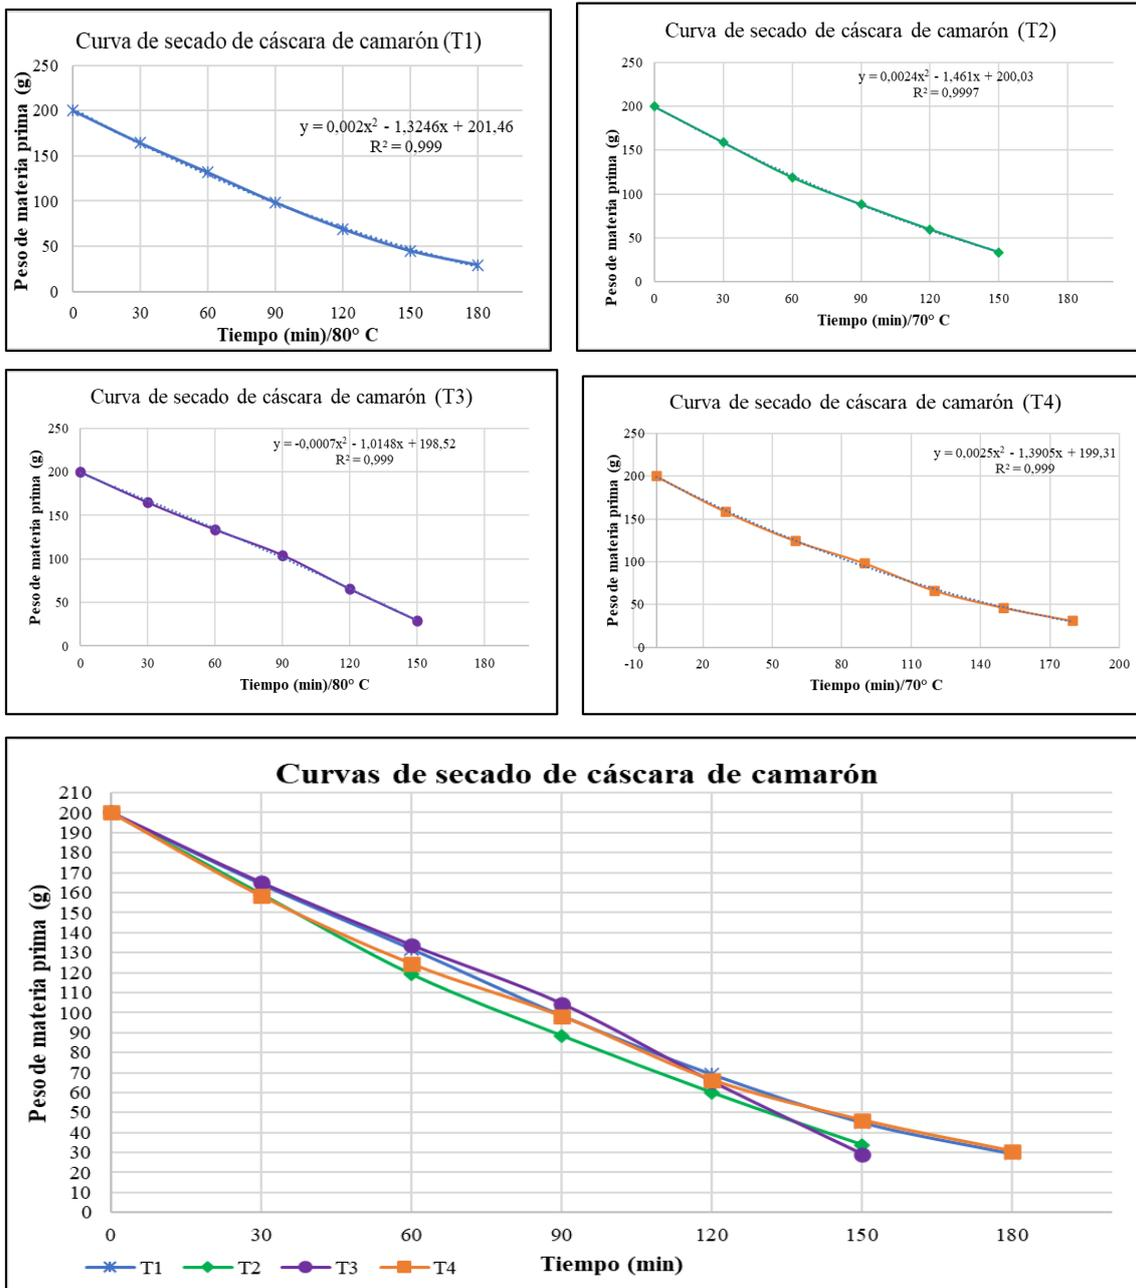 Curva de secado de cáscara de camarón (T1)
Peso de materia prima (g)
250
200
150
100
50
0
y = 0,002x² - 1,3246x + 201,46
R² = 0,999
0 30 60 90 120 150 180
Tiempo (min)/80° C
Curva de secado de cáscara de camarón (T2)
Peso de materia prima (g)
250
200
150
100
50
0
y = 0,0024x² - 1,461x + 200,03
R² = 0,9997
0 30 60 90 120 150 180
Tiempo (min)/70° C
Curva de secado de cáscara de camarón (T3)
Peso de materia prima (g)
250
200
150
100
50
0
y = -0,0007x² - 1,0148x + 198,52
R² = 0,999
0 30 60 90 120 150 180
Tiempo (min)/80° C
Curva de secado de cáscara de camarón (T4)
Peso de materia prima (g)
250
200
150
100
50
0
y = 0,0025x² - 1,3905x + 199,31
R² = 0,999
-10 20 50 80 110 140 170 200
Tiempo (min)/70° C
Curvas de secado de cáscara de camarón
Peso de materia prima (g)
210
200
190
180
170
160
150
140
130
120
110
100
90
80
70
60
50
40
30
20
10
0
0 30 60 90 120 150 180
Tiempo (min)
T1 T2 T3 T4